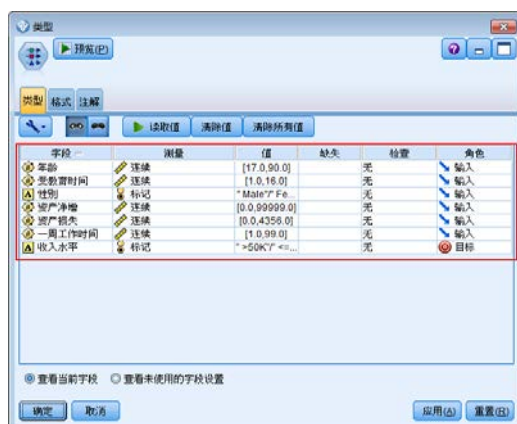 类型
预览(P)
类型 格式 注解
读取值 清除值 清除所有值
字段 测量 值 缺失 检查 角色
年龄 连续 [17.0,90.0] 无 输入
受教育时间 连续 [1.0,16.0] 无 输入
性别 标记 " Male"/" Fe... 无 输入
资产净增 连续 [0.0,99999.0] 无 输入
资产损失 连续 [0.0,4356.0] 无 输入
一周工作时间 连续 [1.0,99.0] 无 输入
收入水平 标记 " >50K"/" <=... 无 目标
查看当前字段 查看未使用的字段设置
确定 取消 应用(A) 重置(R)